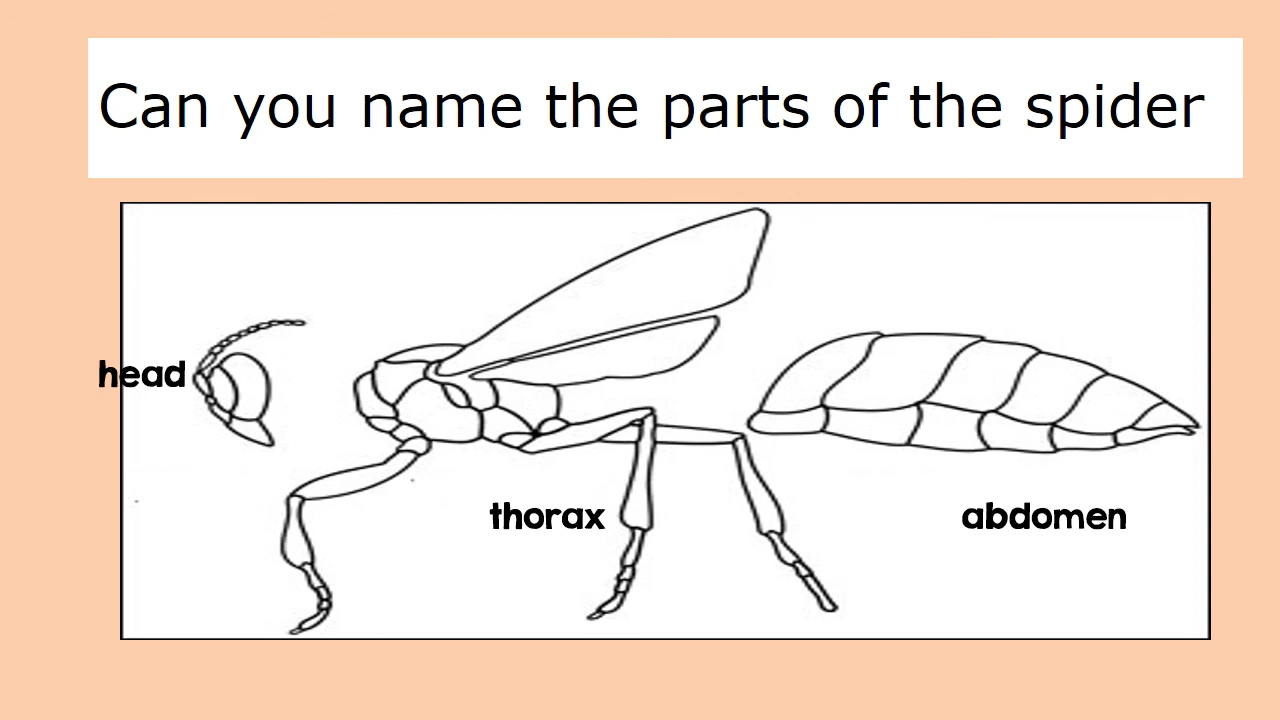 Can you name the parts of the spider
head
thorax
abdomen